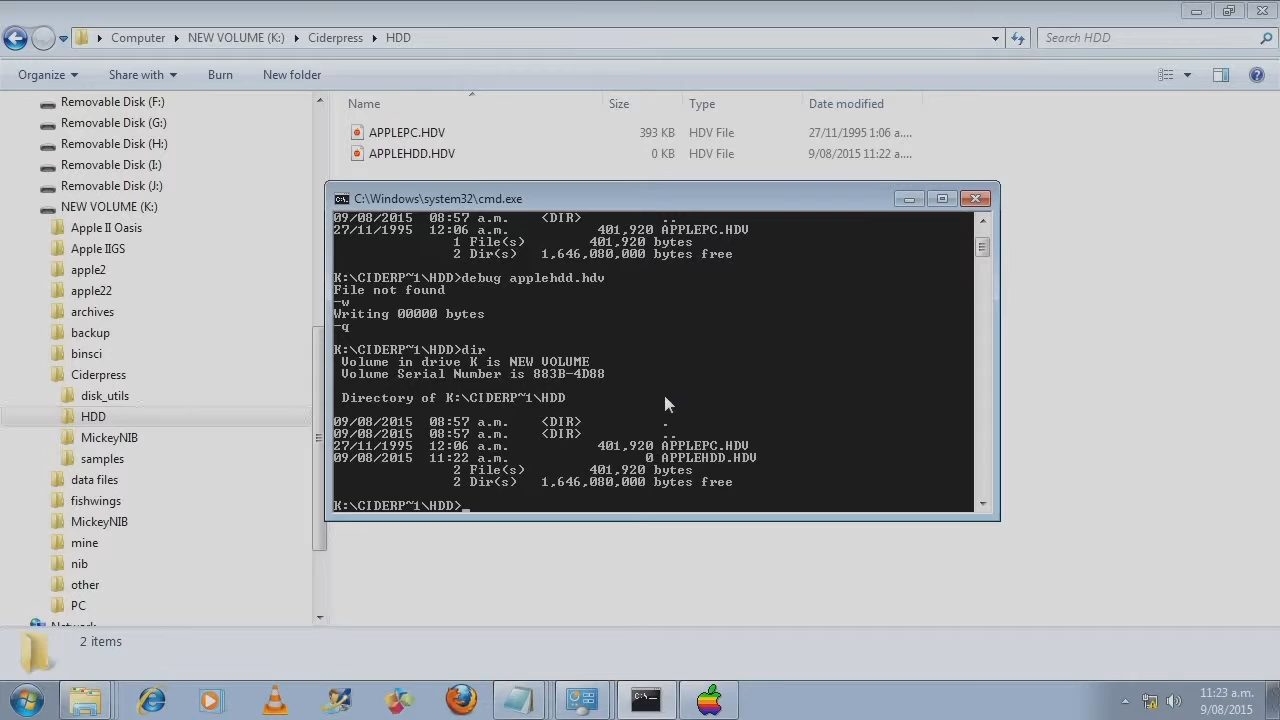 Computer NEW VOLUME (K:) Ciderpress HDD
Search HDD
Organize Share with Burn New folder
Name Size Type Date modified
APPLEPC.HDV 393 KB HDV File 27/11/1995 1:06 a....
APPLEHDD.HDV 0 KB HDV File 9/08/2015 11:22 a....
Removable Disk (F:)
Removable Disk (G:)
Removable Disk (H:)
Removable Disk (I:)
Removable Disk (J:)
NEW VOLUME (K:)
Apple II Oasis
Apple IIGS
apple2
apple22
archives
backup
binsci
Ciderpress
disk_utils
HDD
MickeyNIB
samples
data files
fishwings
MickeyNIB
mine
nib
other
PC
Network
C:\Windows\system32\cmd.exe
09/08/2015 08:57 a.m. <DIR> ..
27/11/1995 12:06 a.m. 401,920 APPLEPC.HDV
1 File(s) 401,920 bytes
2 Dir(s) 1,646,080,000 bytes free
K:\CIDERP~1\HDD>debug applehdd.hdv
File not found
-w
Writing 00000 bytes
-q
K:\CIDERP~1\HDD>dir
Volume in drive K is NEW VOLUME
Volume Serial Number is 883B-4D88
Directory of K:\CIDERP~1\HDD
09/08/2015 08:57 a.m. <DIR> .
09/08/2015 08:57 a.m. <DIR> ..
27/11/1995 12:06 a.m. 401,920 APPLEPC.HDV
09/08/2015 11:22 a.m. 0 APPLEHDD.HDV
2 File(s) 401,920 bytes
2 Dir(s) 1,646,080,000 bytes free
K:\CIDERP~1\HDD>_
2 items
11:23 a.m.
9/08/2015